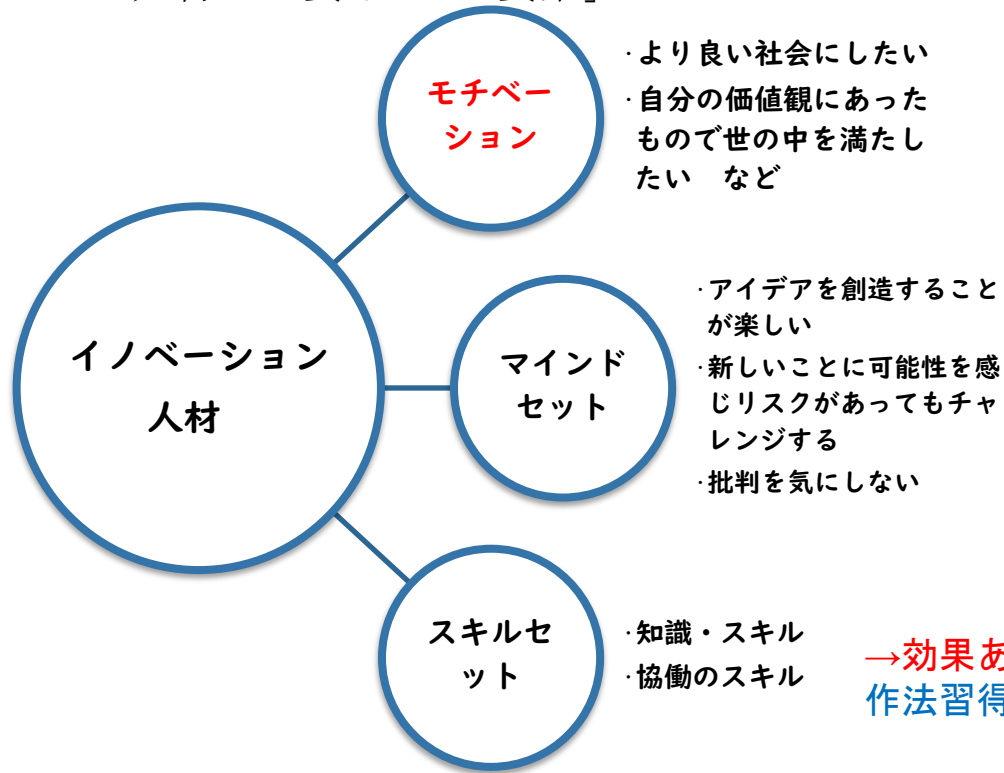 モチベー
ション
・より良い社会にしたい
・自分の価値観にあった
もので世の中を満たし
たい　など
イノベーション
人材
マインド
セット
・アイデアを創造すること
が楽しい
・新しいことに可能性を感
じリスクがあってもチャ
レンジする
・批判を気にしない
スキルセ
ット
・知識・スキル
・協働のスキル
→効果あ
作法習得